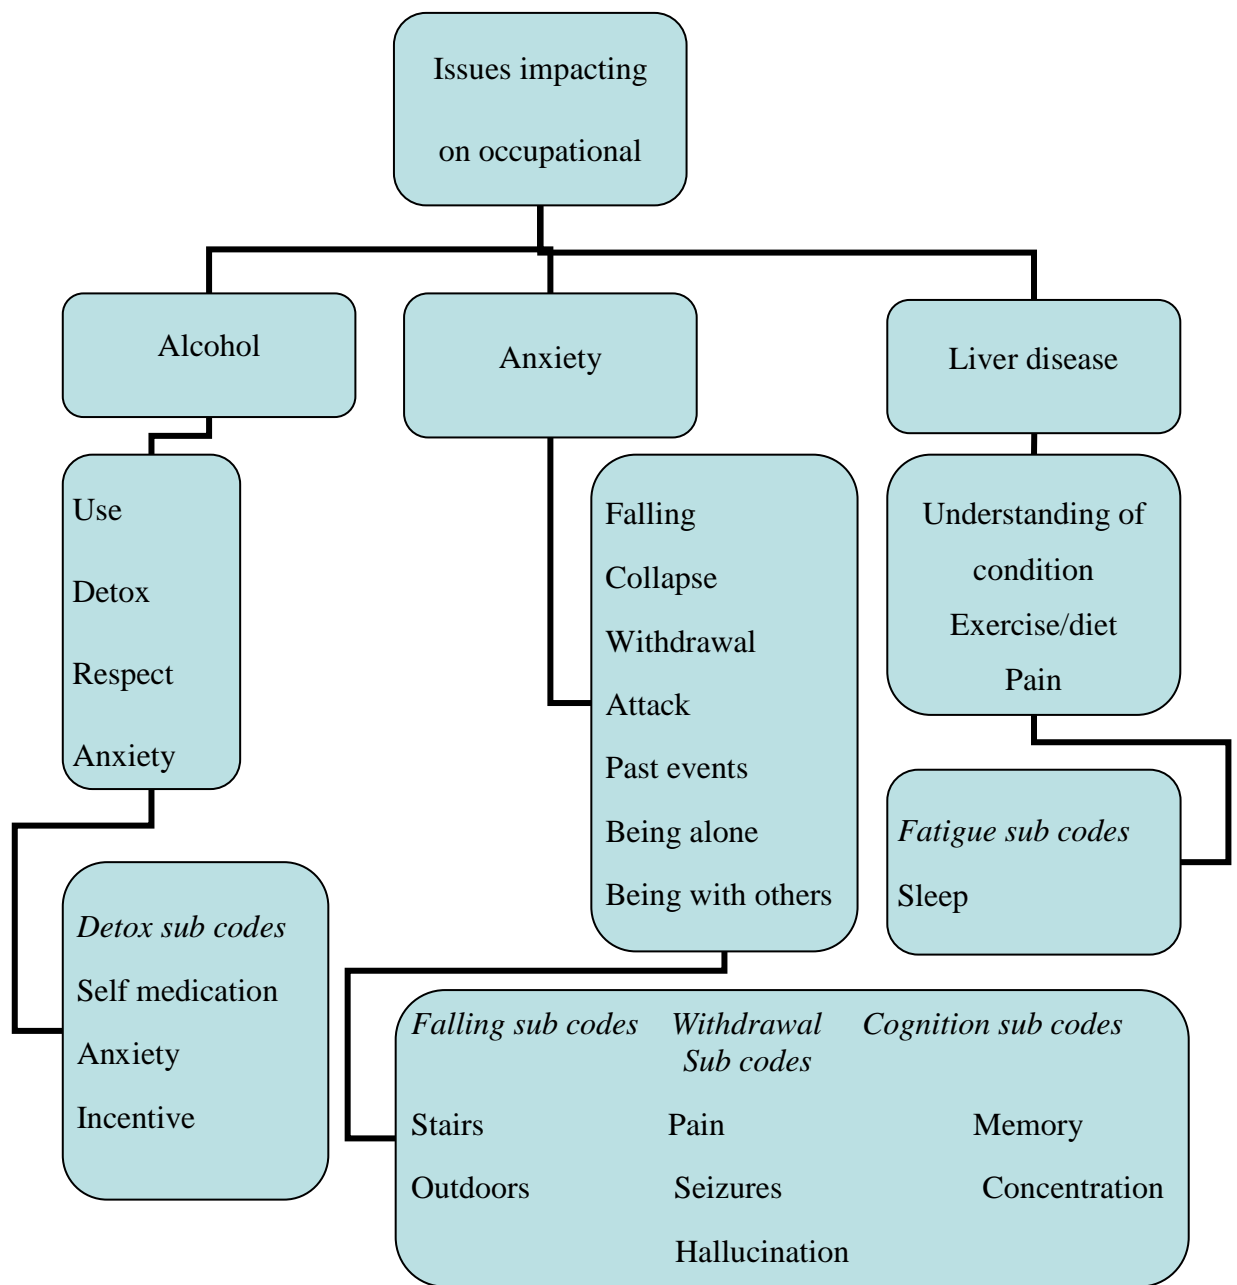 Issues impacting
on occupational
Alcohol
Anxiety
Liver disease
Use
Detox
Respect
Anxiety
Falling
Collapse
Withdrawal
Attack
Past events
Being alone
Being with others
Understanding of
condition
Exercise/diet
Pain
Fatigue sub codes
Sleep
Detox sub codes
Self medication
Anxiety
Incentive
Falling sub codes
Stairs
Outdoors
Withdrawal
Sub codes
Pain
Seizures
Hallucination
Cognition sub codes
Memory
Concentration